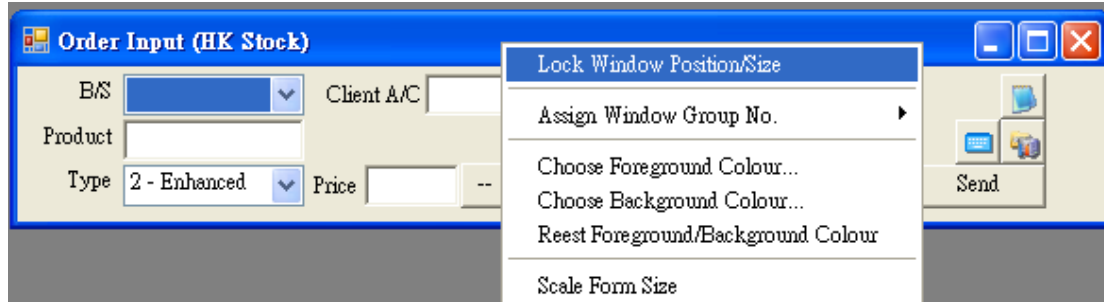 Order Input (HK Stock)
Lock Window Position/Size
B/S
Client A/C
Assign Window Group No.
Product
Choose Foreground Colour...
Type 2 - Enhanced Price -- Send
Choose Background Colour...
Reest Foreground/Background Colour
Scale Form Size